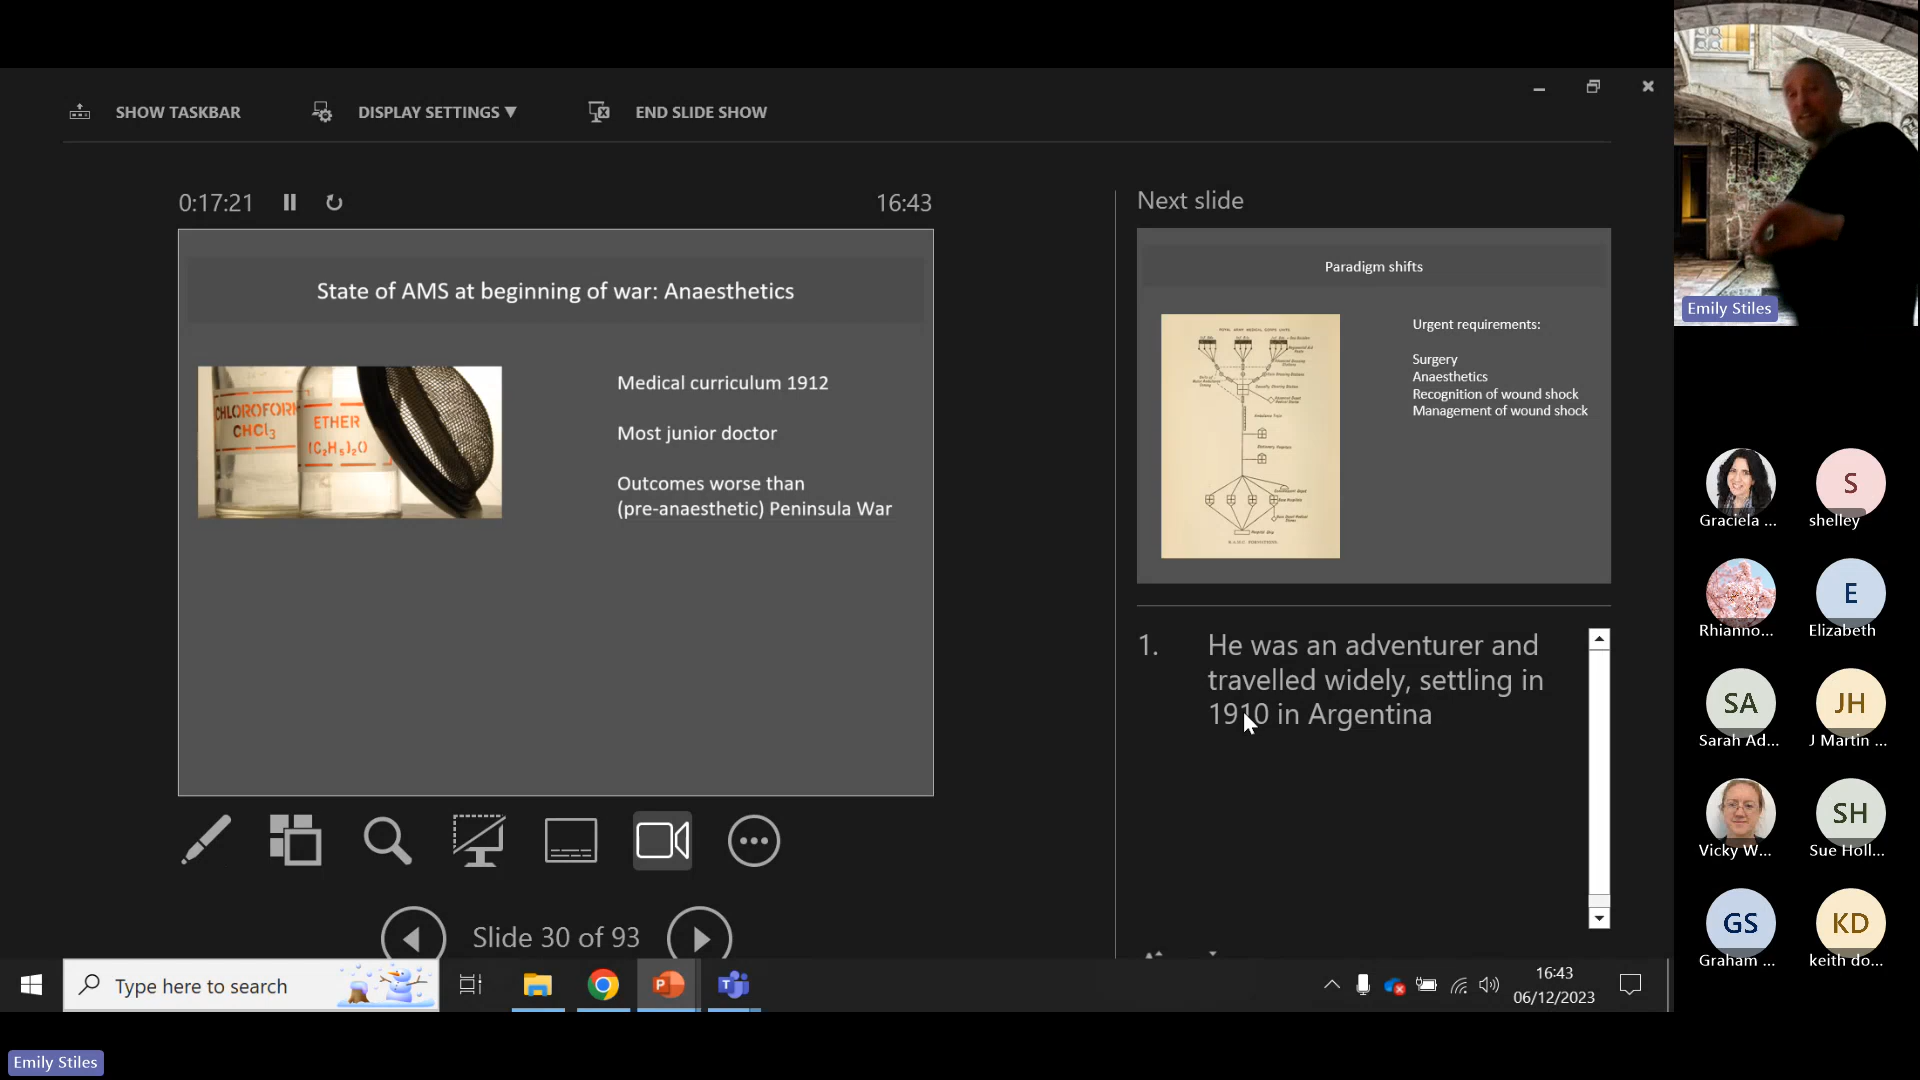 SHOW TASKBAR
DISPLAY SETTINGS ▼
END SLIDE SHOW
0:17:21
16:43
State of AMS at beginning of war: Anaesthetics
CHLOROFORM
CHCl₃
ETHER
(C₂H₅)₂O
Medical curriculum 1912
Most junior doctor
Outcomes worse than
(pre-anaesthetic) Peninsula War
Slide 30 of 93
Next slide
Paradigm shifts
Urgent requirements:
Surgery
Anaesthetics
Recognition of wound shock
Management of wound shock
1. He was an adventurer and
travelled widely, settling in
1910 in Argentina
Emily Stiles
Graciela ...
S
shelley
Rhianno...
E
Elizabeth
SA
Sarah Ad...
JH
J Martin ...
Vicky W...
SH
Sue Holl...
GS
Graham ...
KD
keith do...
Type here to search
16:43
06/12/2023
Emily Stiles